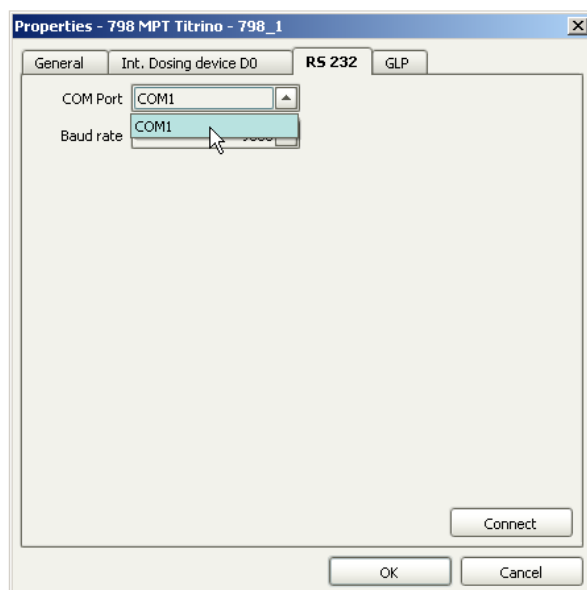 Properties - 798 MPT Titrino - 798_1
General Int. Dosing device D0 RS 232 GLP
COM Port COM1
COM1
Baud rate
Connect
OK Cancel